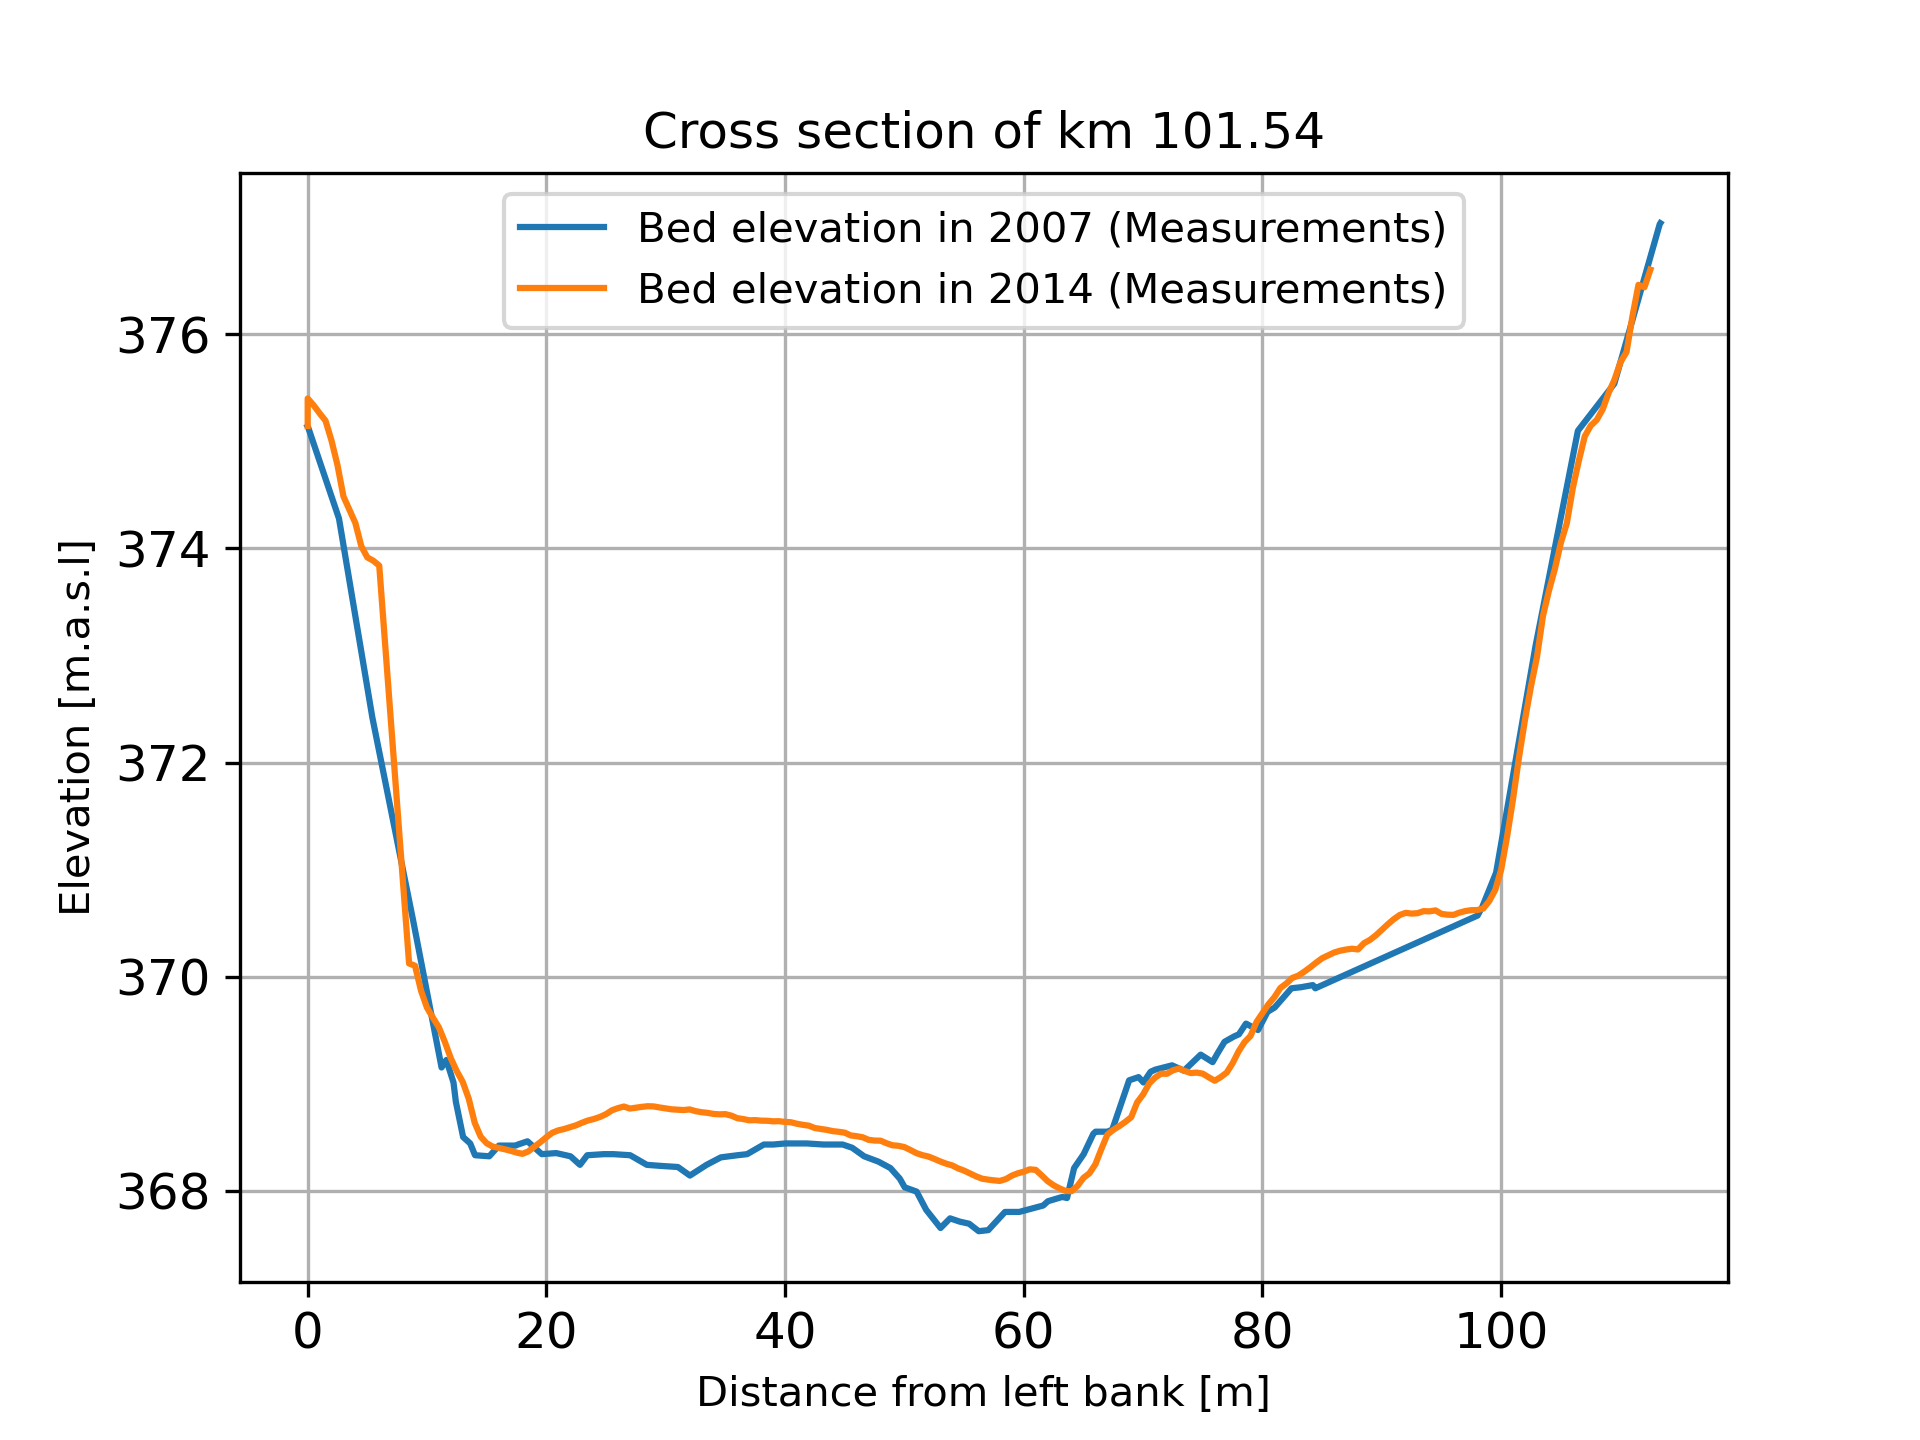 Cross section of km 101.54
Bed elevation in 2007 (Measurements)
Bed elevation in 2014 (Measurements)
376
374
372
370
368
Elevation [m.a.s.l]
0 20 40 60 80 100
Distance from left bank [m]